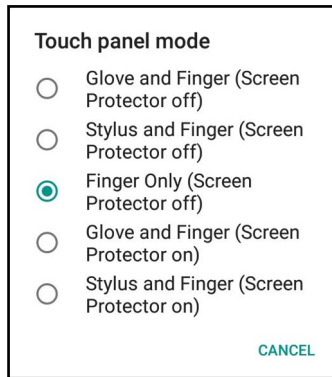 Touch panel mode
Glove and Finger (Screen
Protector off)
Stylus and Finger (Screen
Protector off)
Finger Only (Screen
Protector off)
Glove and Finger (Screen
Protector on)
Stylus and Finger (Screen
Protector on)
CANCEL